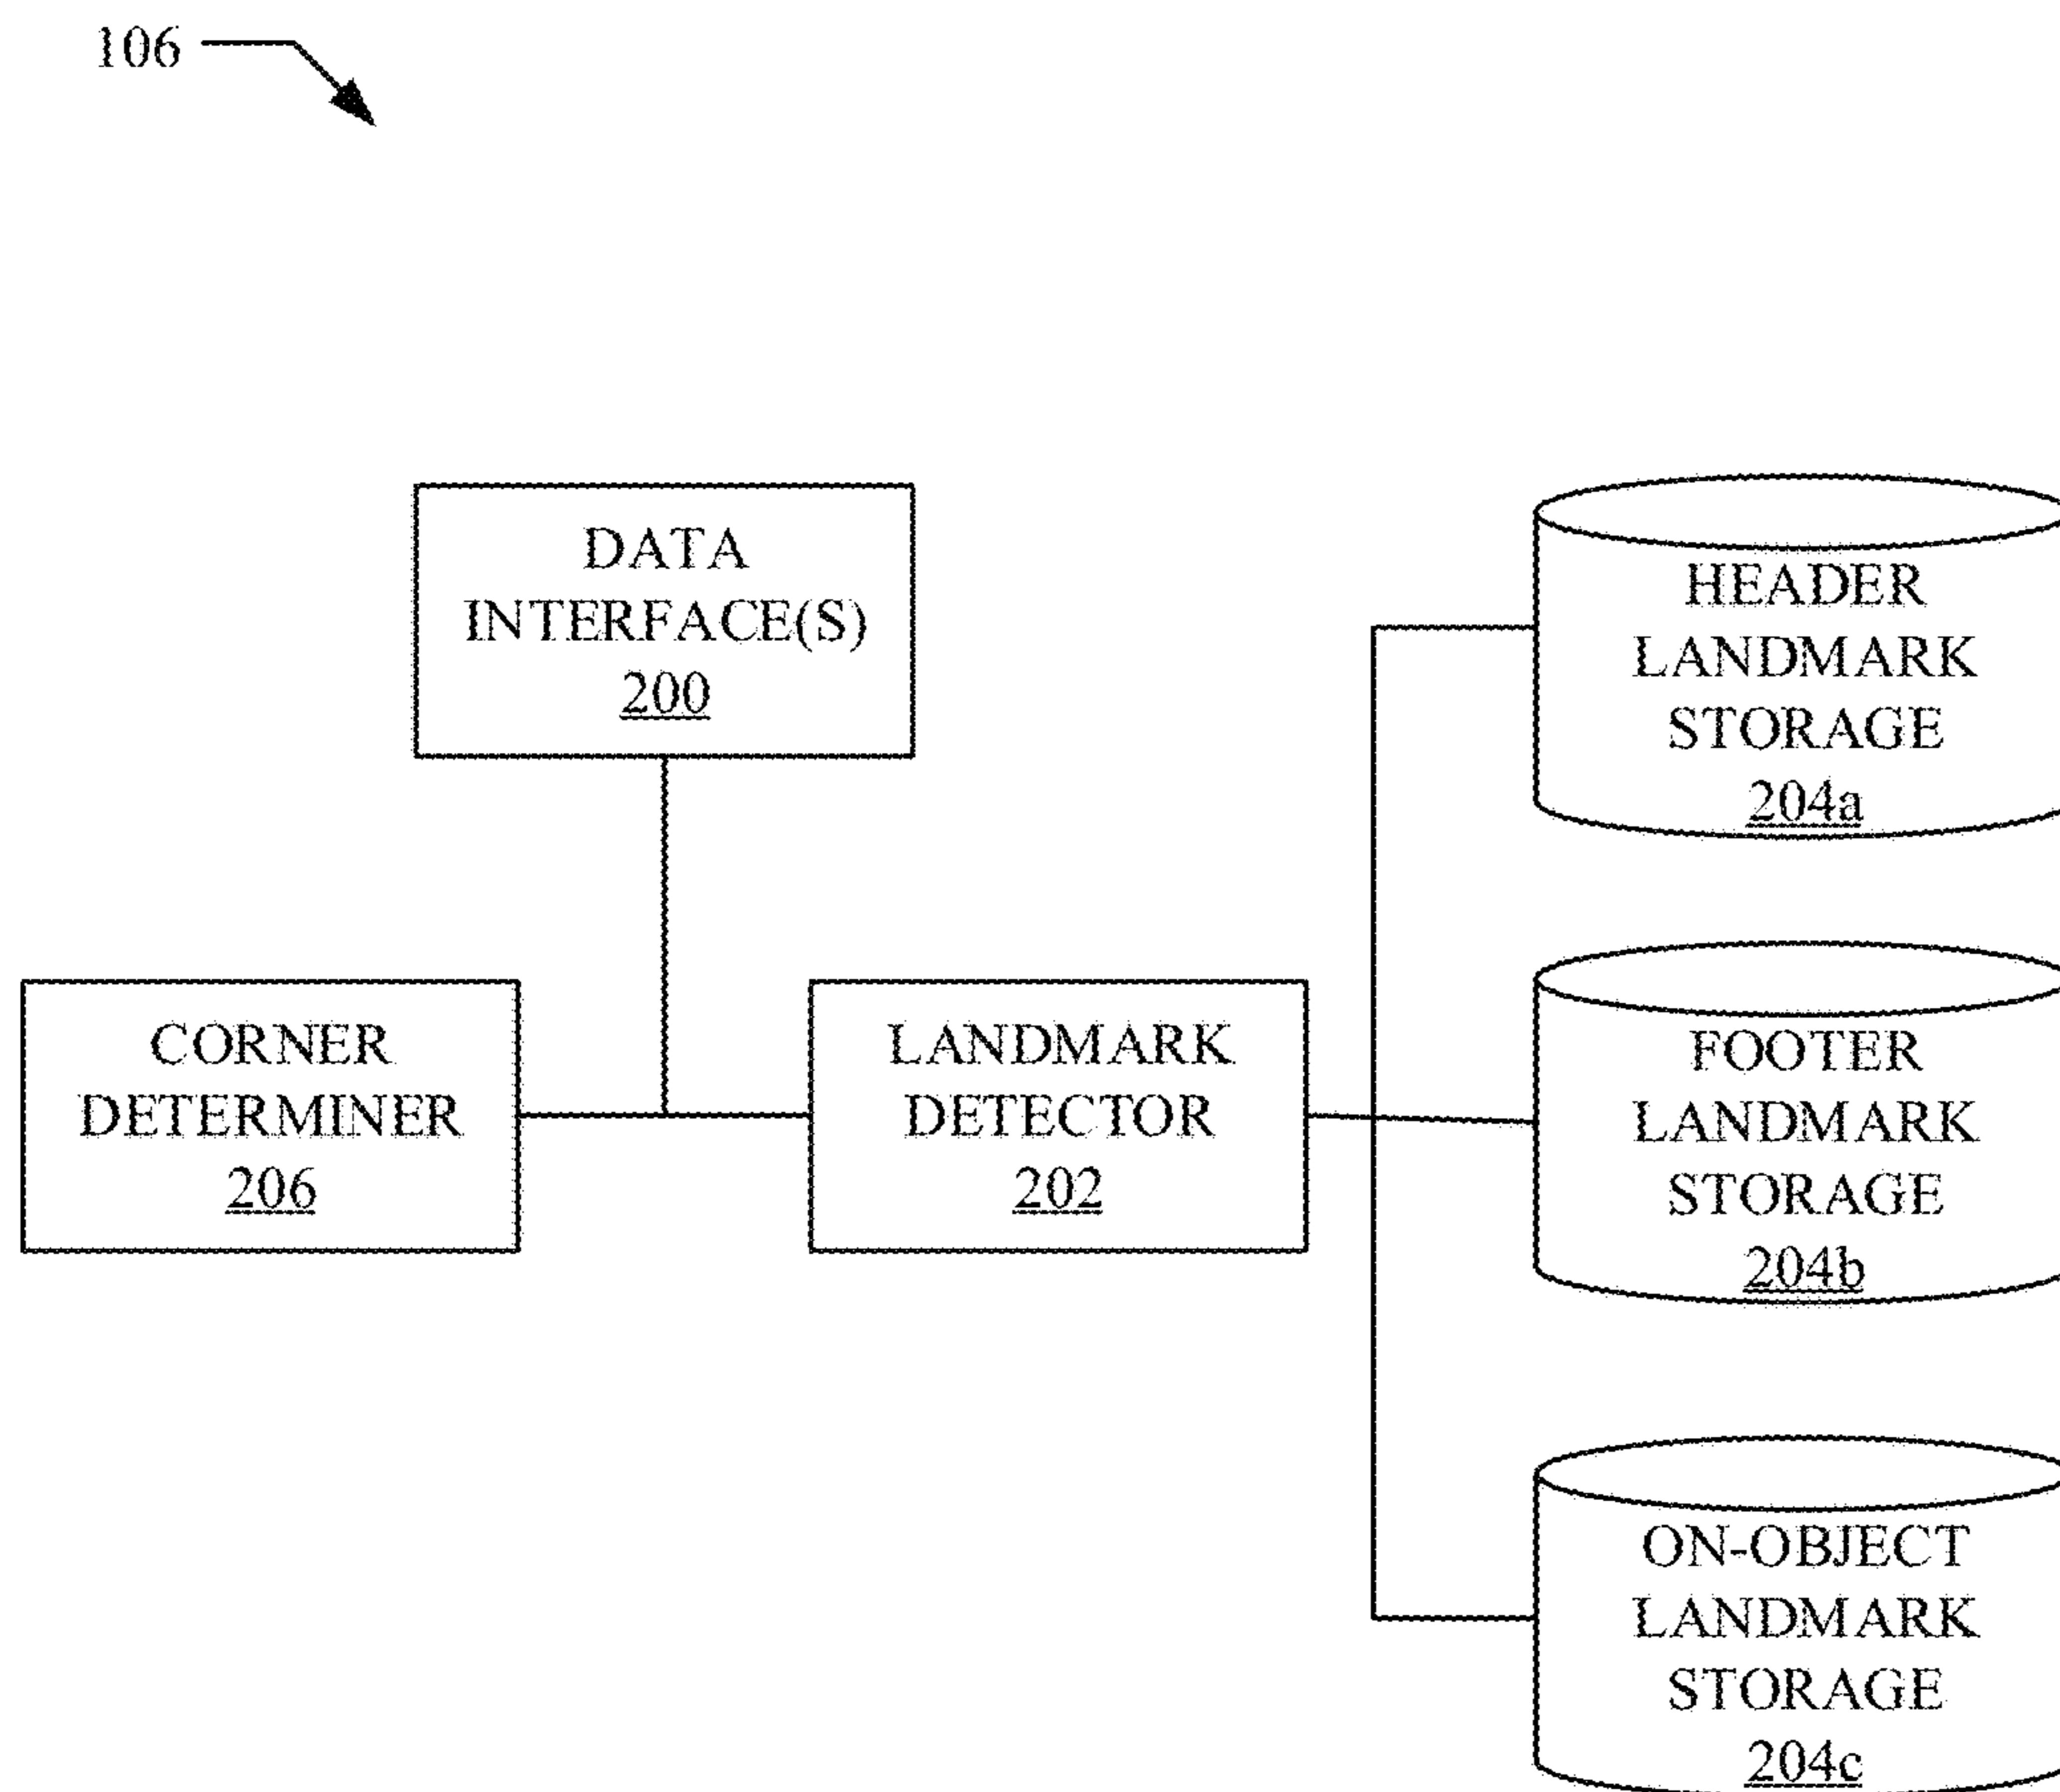 106
DATA
INTERFACE(S)
200
HEADER
LANDMARK
STORAGE
204a
CORNER
DETERMINER
206
LANDMARK
DETECTOR
202
FOOTER
LANDMARK
STORAGE
204b
ON-OBJECT
LANDMARK
STORAGE
204c